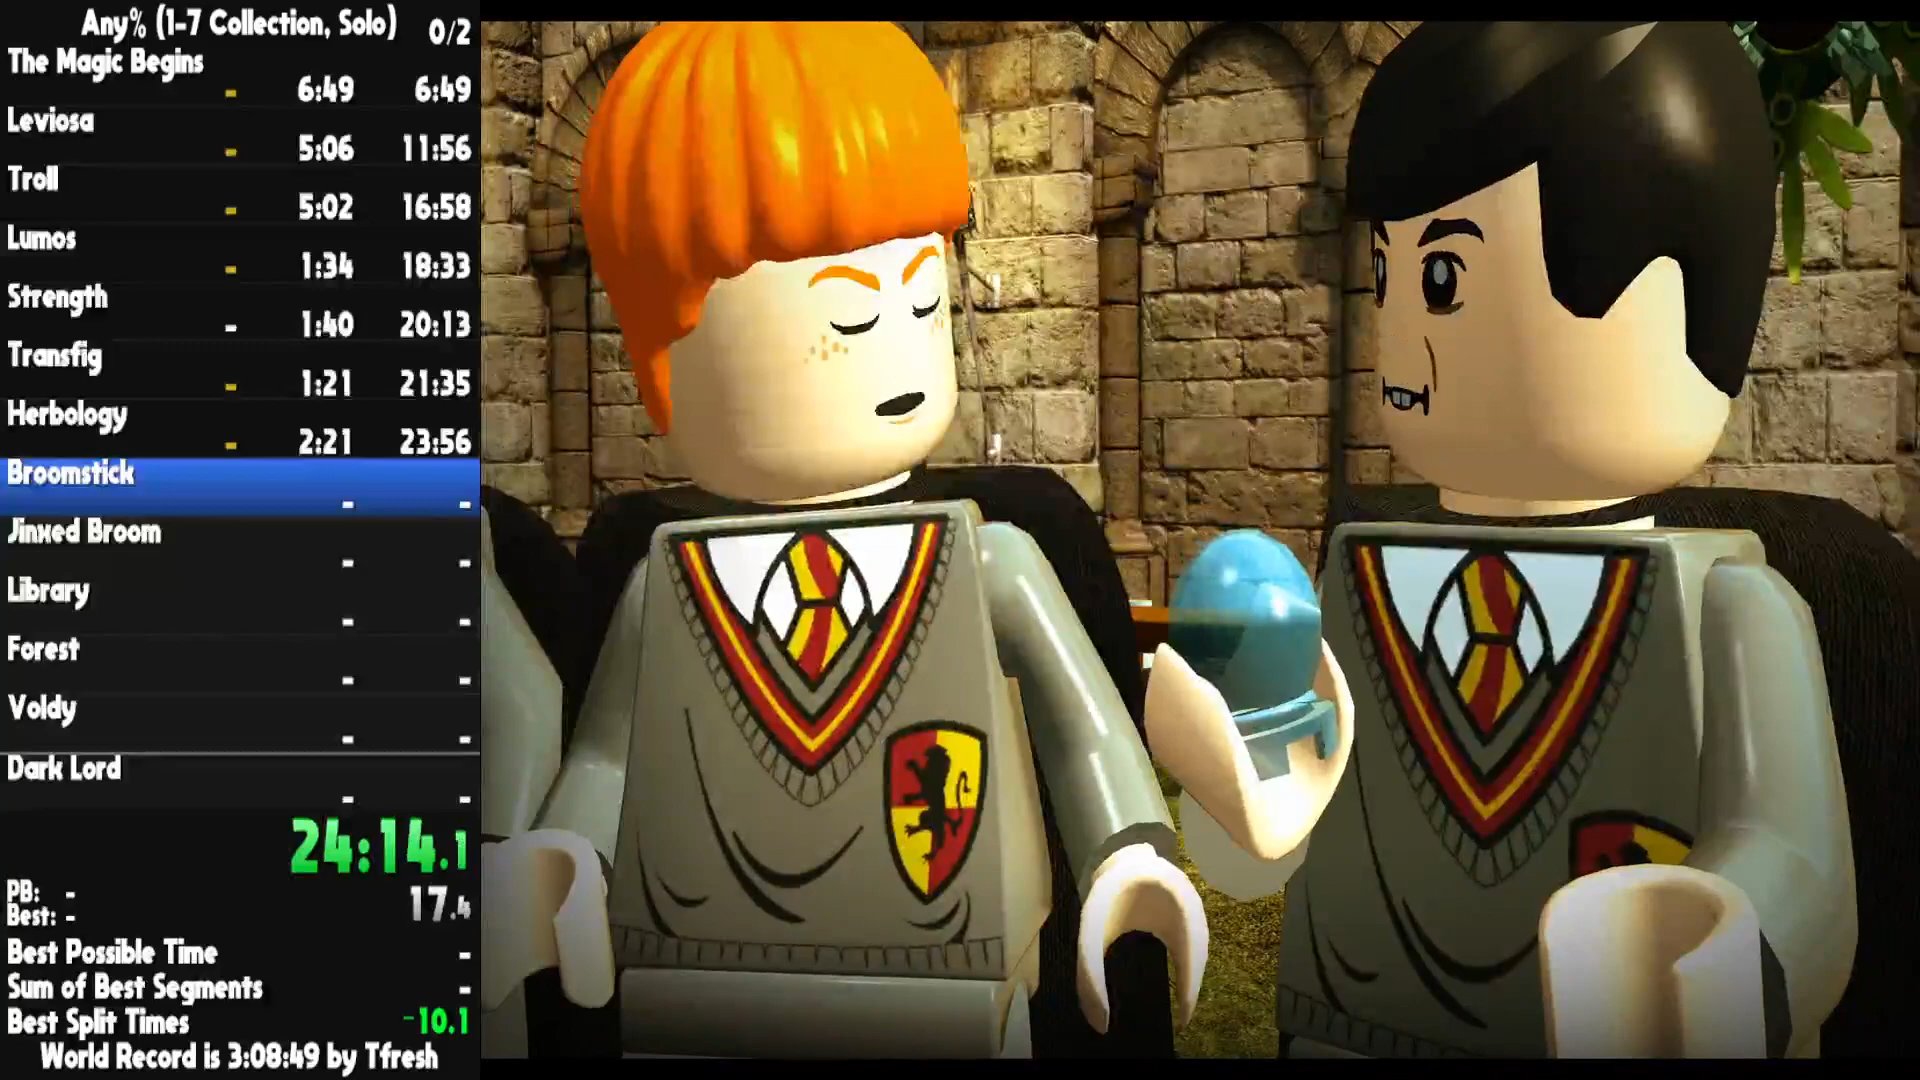 Any% (1-7 Collection, Solo) 0/2
The Magic Begins
- 6:49 6:49
Leviosa
- 5:06 11:56
Troll
- 5:02 16:58
Lumos
- 1:34 18:33
Strength
- 1:40 20:13
Transfig
- 1:21 21:35
Herbology
- 2:21 23:56
Broomstick
- -
Jinxed Broom
- -
Library
- -
Forest
- -
Voldy
- -
Dark Lord
- -
24:14.1
PB: - 17.4
Best: -
Best Possible Time -
Sum of Best Segments -
Best Split Times -10.1
World Record is 3:08:49 by Tfresh